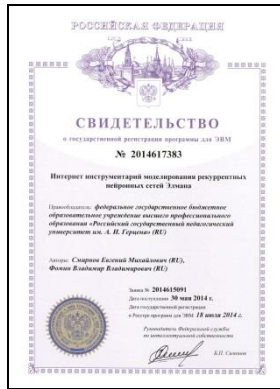 РОССИЙСКАЯ ФЕДЕРАЦИЯ
СВИДЕТЕЛЬСТВО
о государственной регистрации программы для ЭВМ
№ 2014617383
Интернет инструментарий моделирования рекуррентных
нейронных сетей Элмана
Правообладатель: федеральное государственное бюджетное
образовательное учреждение высшего профессионального
образования «Российский государственный педагогический
университет им. А. И. Герцена» (RU)
Авторы: Смирнов Евгений Михайлович (RU),
Фомин Владимир Владимирович (RU)
Заявка № 2014615091
Дата поступления 30 мая 2014 г.
Дата государственной регистрации
в Реестре программ для ЭВМ 18 июля 2014 г.
Руководитель Федеральной службы
по интеллектуальной собственности
Б.П. Симонов